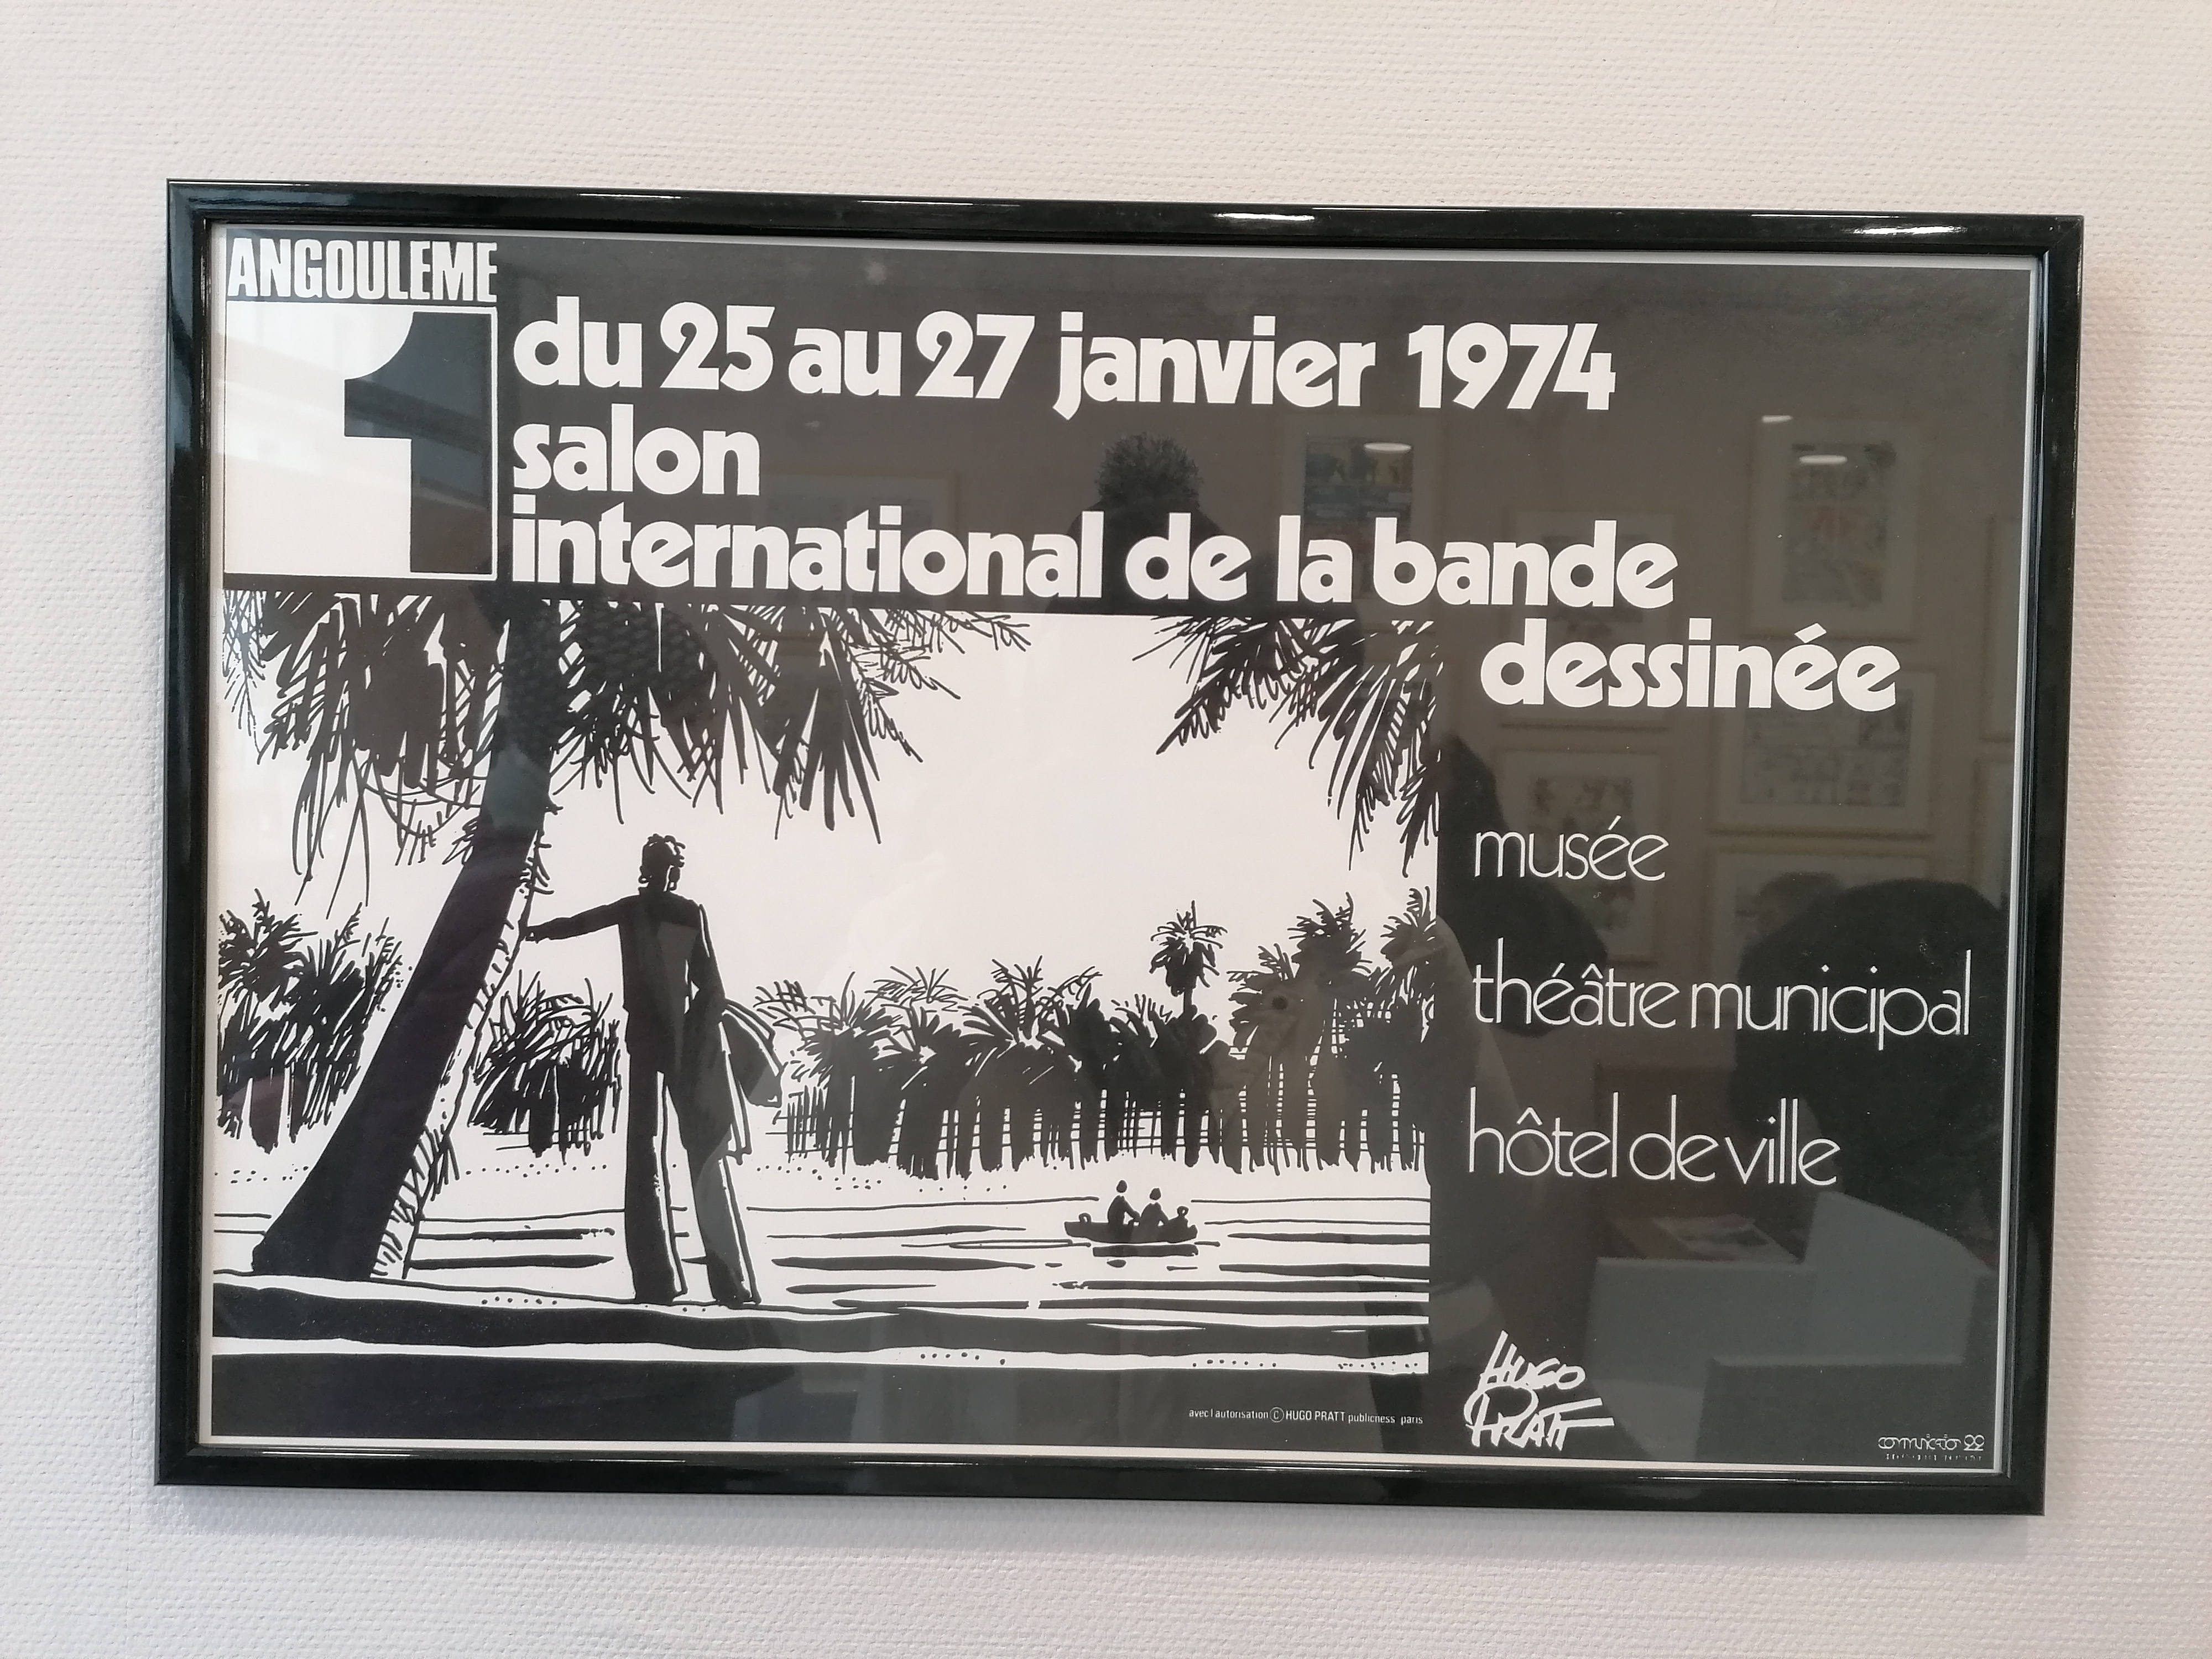 ANGOULEME
1
du 25 au 27 janvier 1974
salon
international de la bande
dessinée
musée
théâtre municipal
hôtel de ville
HUGO
PRATT
avec l'autorisation © HUGO PRATT publicness paris
communication 22